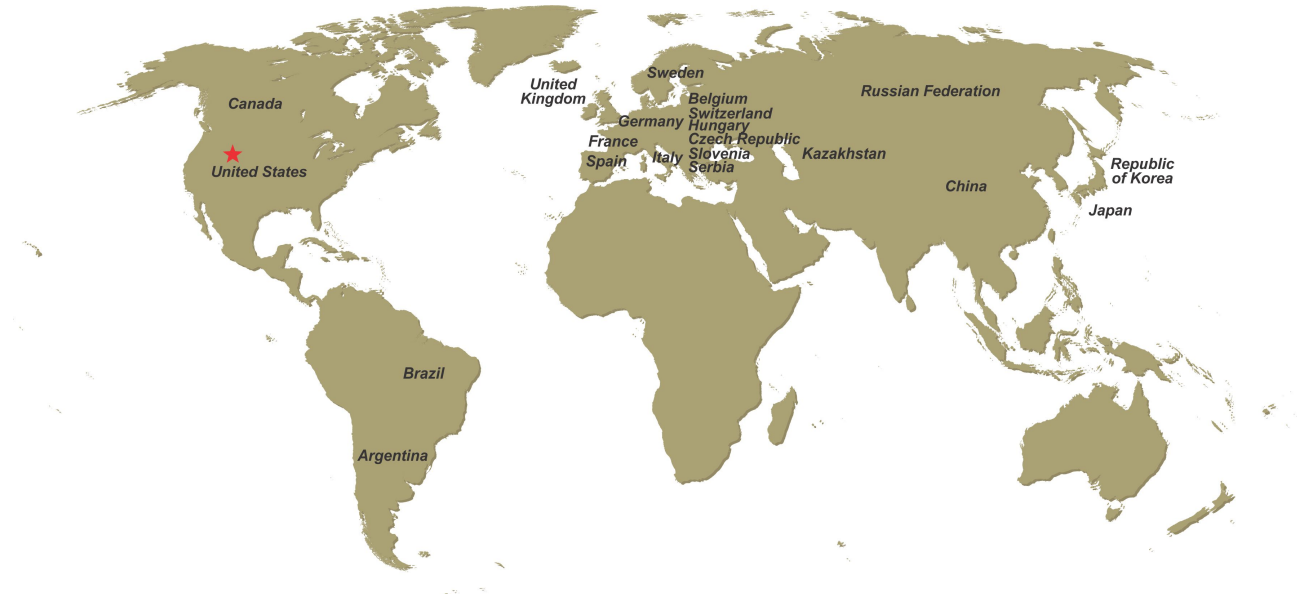 Sweden
United
Kingdom
Canada
Belgium
Russian Federation
Switzerland
Germany
Hungary
France
Czech Republic
Spain
Italy
Slovenia
Kazakhstan
Serbia
United States
Republic
of Korea
China
Japan
Brazil
Argentina